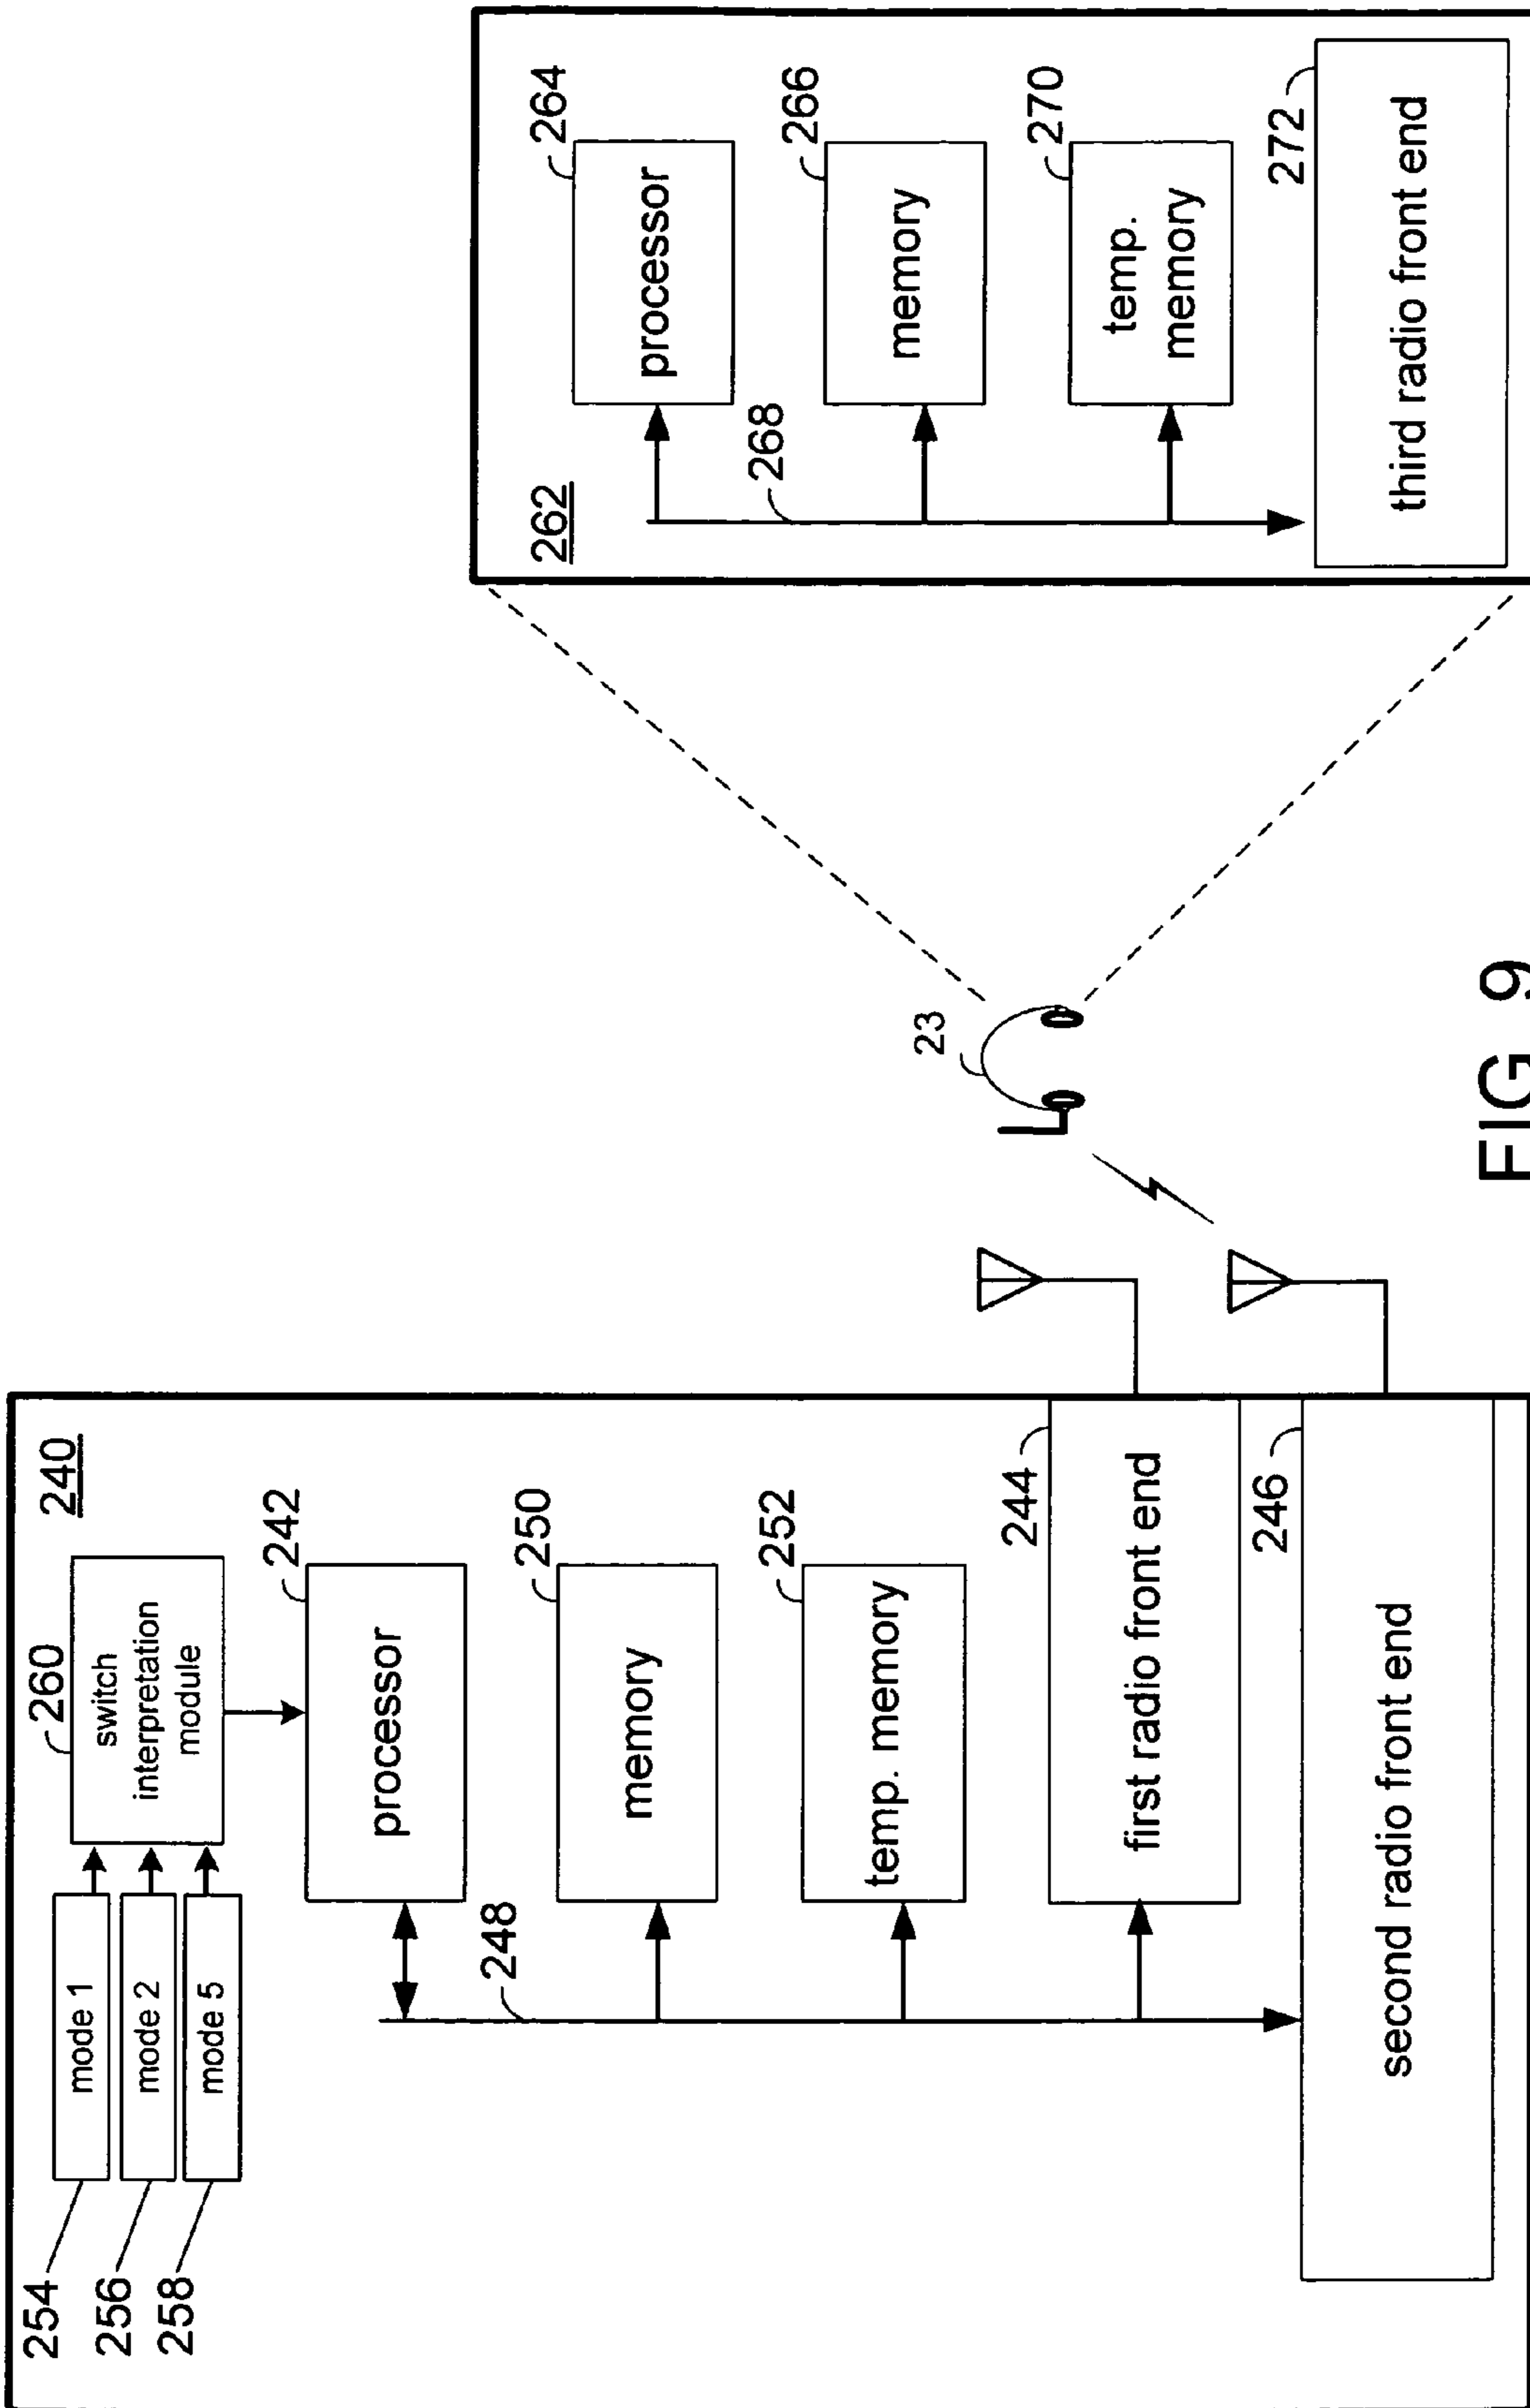 254
256
258
mode 1
mode 2
mode 5
260
switch
interpretation
module
240
242
processor
248
250
memory
252
temp. memory
244
first radio front end
246
second radio front end
23
262
264
processor
268
266
memory
270
temp.
memory
272
third radio front end
FIG. 9